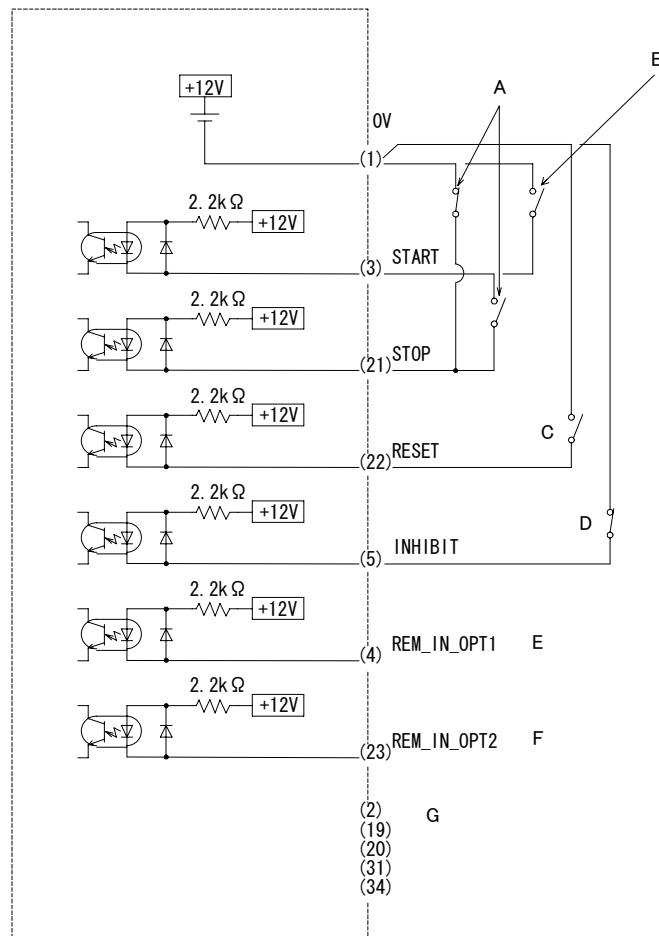 +12V
A
B
0V
(1)
2.2kΩ
+12V
(3) START
2.2kΩ
+12V
(21) STOP
2.2kΩ
+12V
C
(22) RESET
2.2kΩ
+12V
D
(5) INHIBIT
2.2kΩ
+12V
(4) REM_IN_OPT1 E
2.2kΩ
+12V
(23) REM_IN_OPT2 F
(2) G
(19)
(20)
(31)
(34)